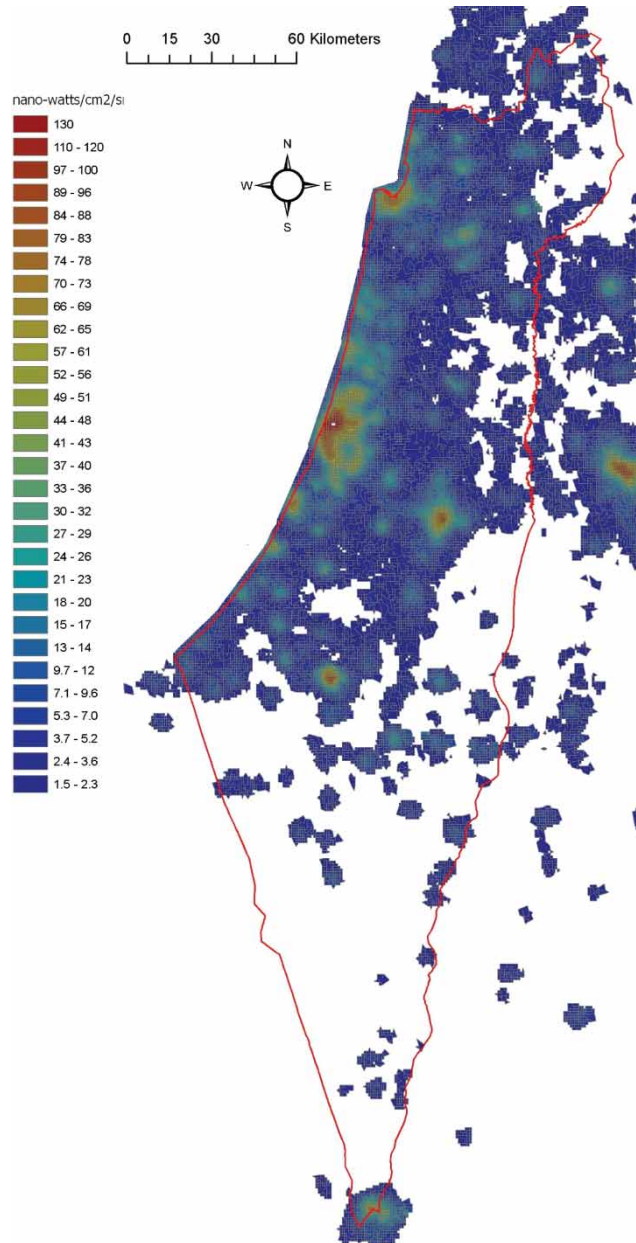 0 15 30 60 Kilometers
nano-watts/cm2/sr
130
110 - 120
97 - 100
89 - 96
84 - 88
79 - 83
74 - 78
70 - 73
66 - 69
62 - 65
57 - 61
52 - 56
49 - 51
44 - 48
41 - 43
37 - 40
33 - 36
30 - 32
27 - 29
24 - 26
21 - 23
18 - 20
15 - 17
13 - 14
9.7 - 12
7.1 - 9.6
5.3 - 7.0
3.7 - 5.2
2.4 - 3.6
1.5 - 2.3
N
W E
S